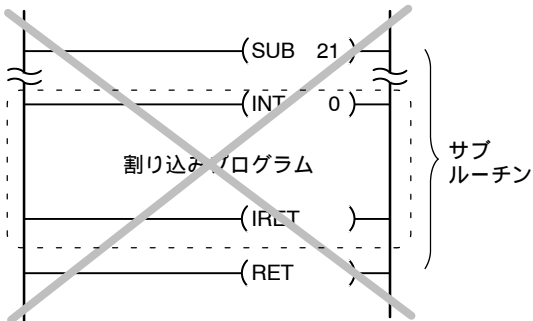 (SUB 21)
(INT 0)
割り込みプログラム
サブ
ルーチン
(IRET )
(RET )